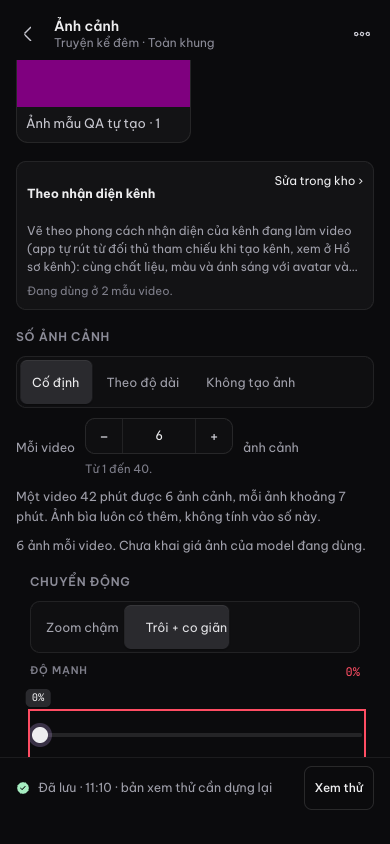 Ảnh cảnh
Truyện kể đêm · Toàn khung
Ảnh mẫu QA tự tạo · 1
Sửa trong kho ›
Theo nhận diện kênh
Vẽ theo phong cách nhận diện của kênh đang làm video
(app tự rút từ đối thủ tham chiếu khi tạo kênh, xem ở Hồ
sơ kênh): cùng chất liệu, màu và ánh sáng với avatar và…
Đang dùng ở 2 mẫu video.
SỐ ẢNH CẢNH
Cố định
Theo độ dài
Không tạo ảnh
Mỗi video
–
6
+
ảnh cảnh
Từ 1 đến 40.
Một video 42 phút được 6 ảnh cảnh, mỗi ảnh khoảng 7
phút. Ảnh bìa luôn có thêm, không tính vào số này.
6 ảnh mỗi video. Chưa khai giá ảnh của model đang dùng.
CHUYỂN ĐỘNG
Zoom chậm
Trôi + co giãn
ĐỘ MẠNH
0%
0%
Đã lưu · 11:10 · bản xem thử cần dựng lại
Xem thử